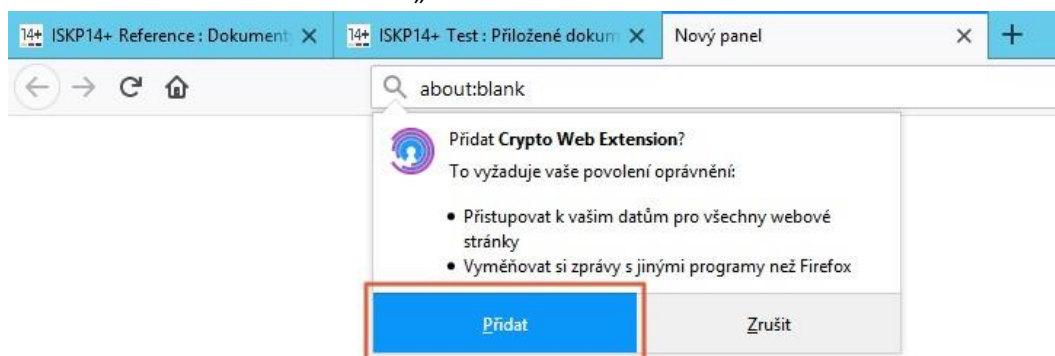 „
ISKP14+ Reference : Dokument
ISKP14+ Test : Přiložené dokum
Nový panel
about:blank
Přidat Crypto Web Extension?
To vyžaduje vaše povolení oprávnění:
• Přistupovat k vašim datům pro všechny webové
stránky
• Vyměňovat si zprávy s jinými programy než Firefox
Přidat
Zrušit